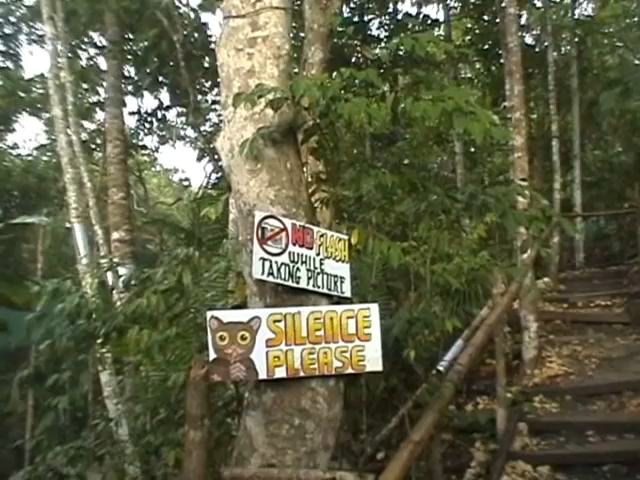 NO FLASH
WHILE
TAKING PICTURE
SILENCE
PLEASE